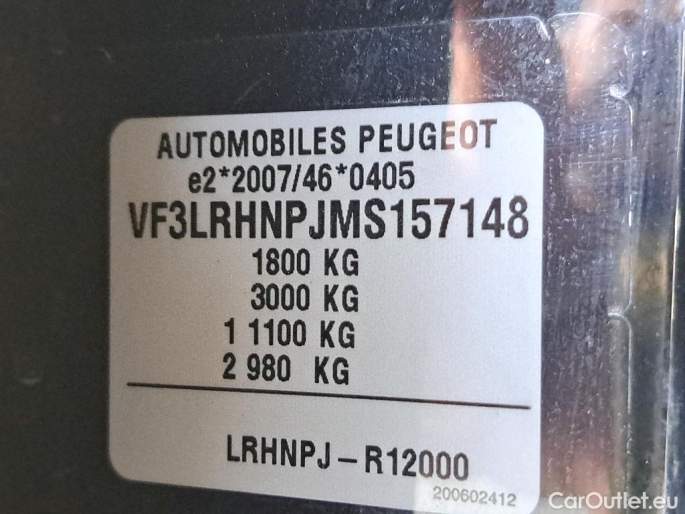 AUTOMOBILES PEUGEOT
e2*2007/46*0405
VF3LRHNPJMS157148
1800 KG
3000 KG
1 1100 KG
2 980 KG
LRHNPJ-R12000
200602412
CarOutlet.eu